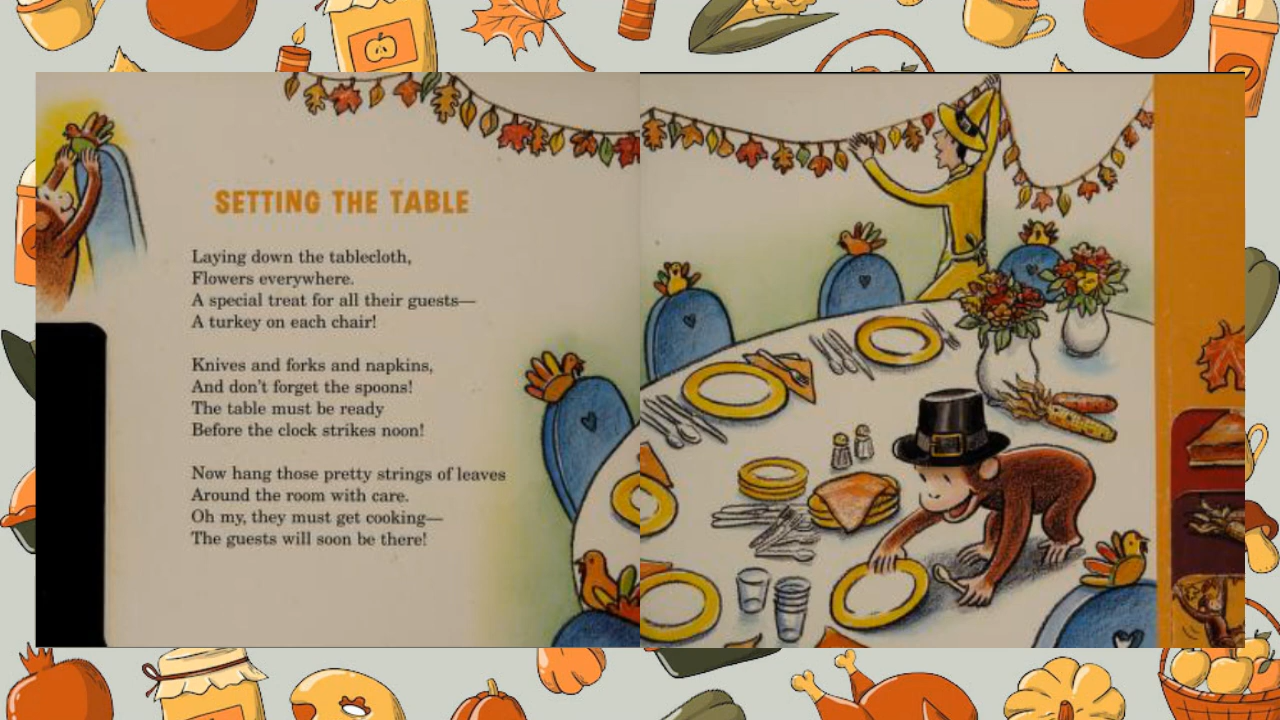 SETTING THE TABLE
Laying down the tablecloth,
Flowers everywhere.
A special treat for all their guests—
A turkey on each chair!
Knives and forks and napkins,
And don't forget the spoons!
The table must be ready
Before the clock strikes noon!
Now hang those pretty strings of leaves
Around the room with care.
Oh my, they must get cooking—
The guests will soon be there!